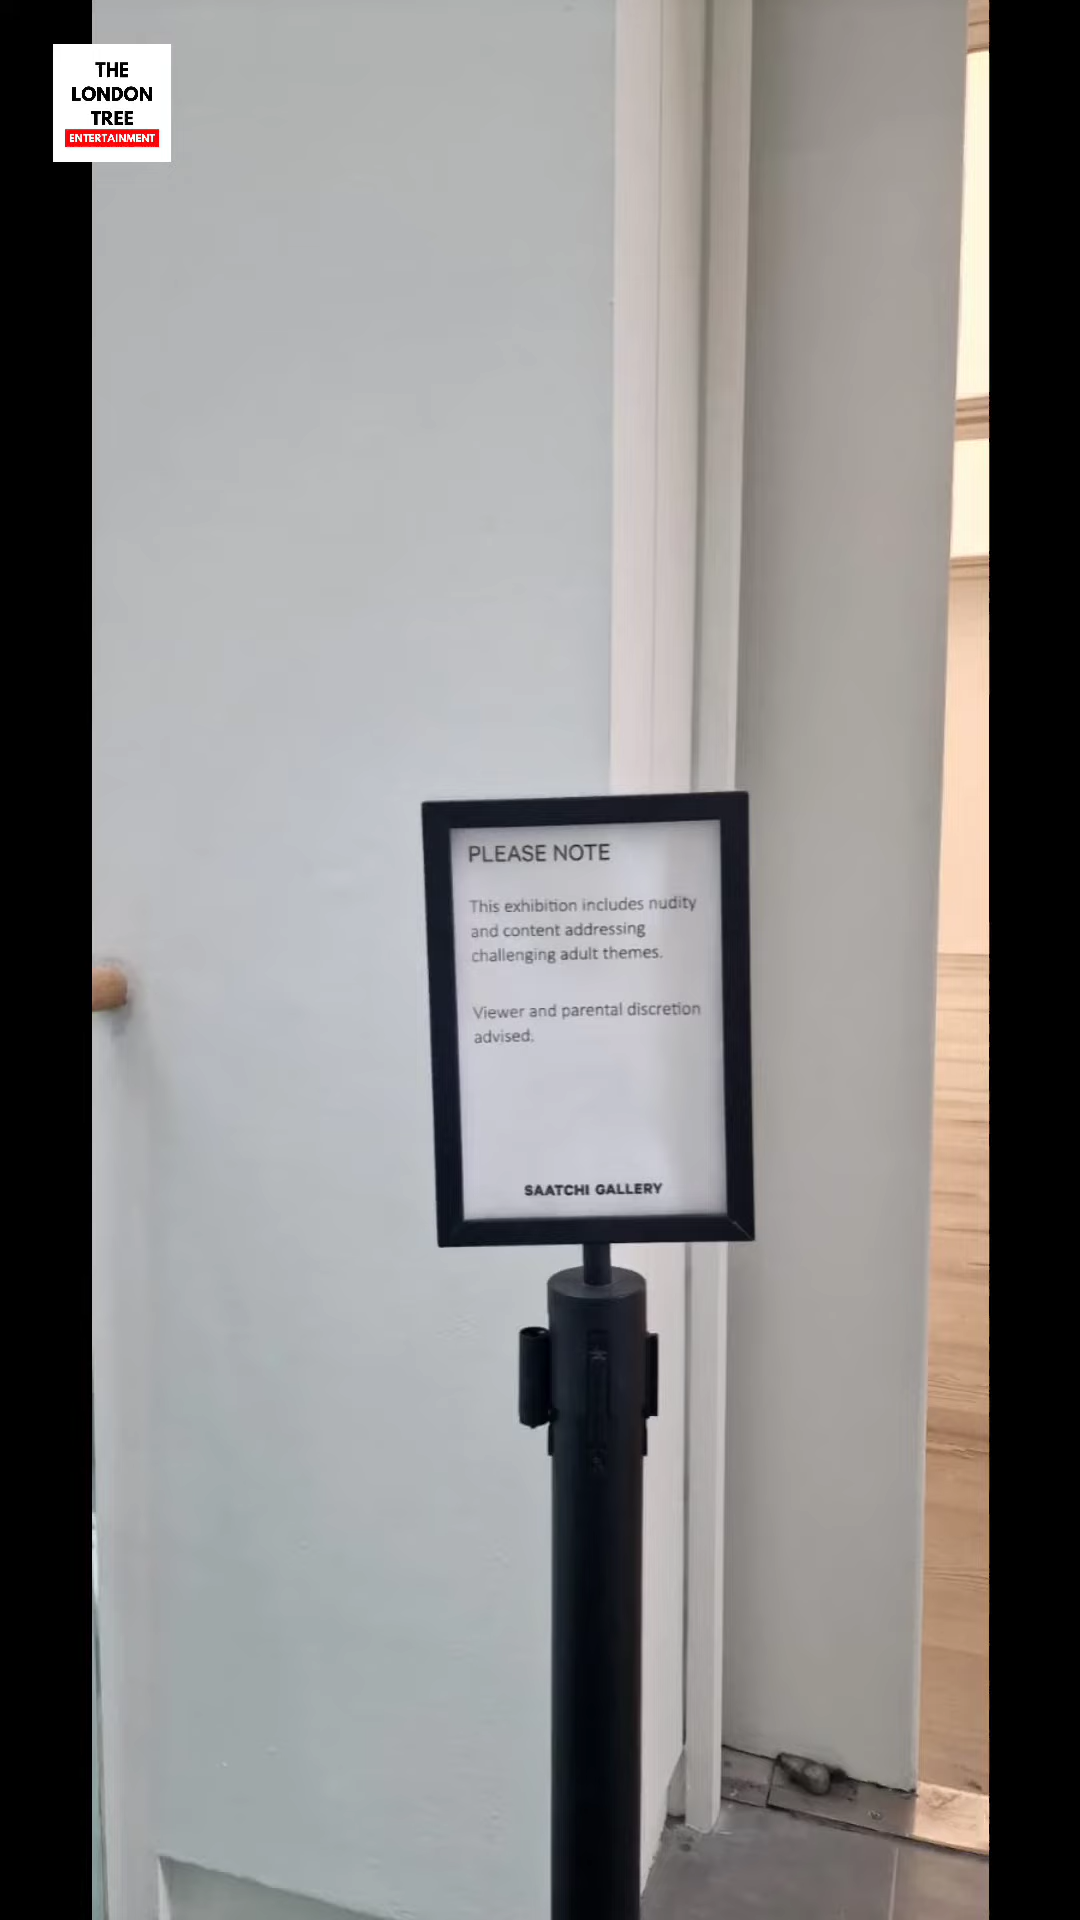 THE
LONDON
TREE
ENTERTAINMENT
PLEASE NOTE
This exhibition includes nudity
and content addressing
challenging adult themes.
Viewer and parental discretion
advised.
SAATCHI GALLERY